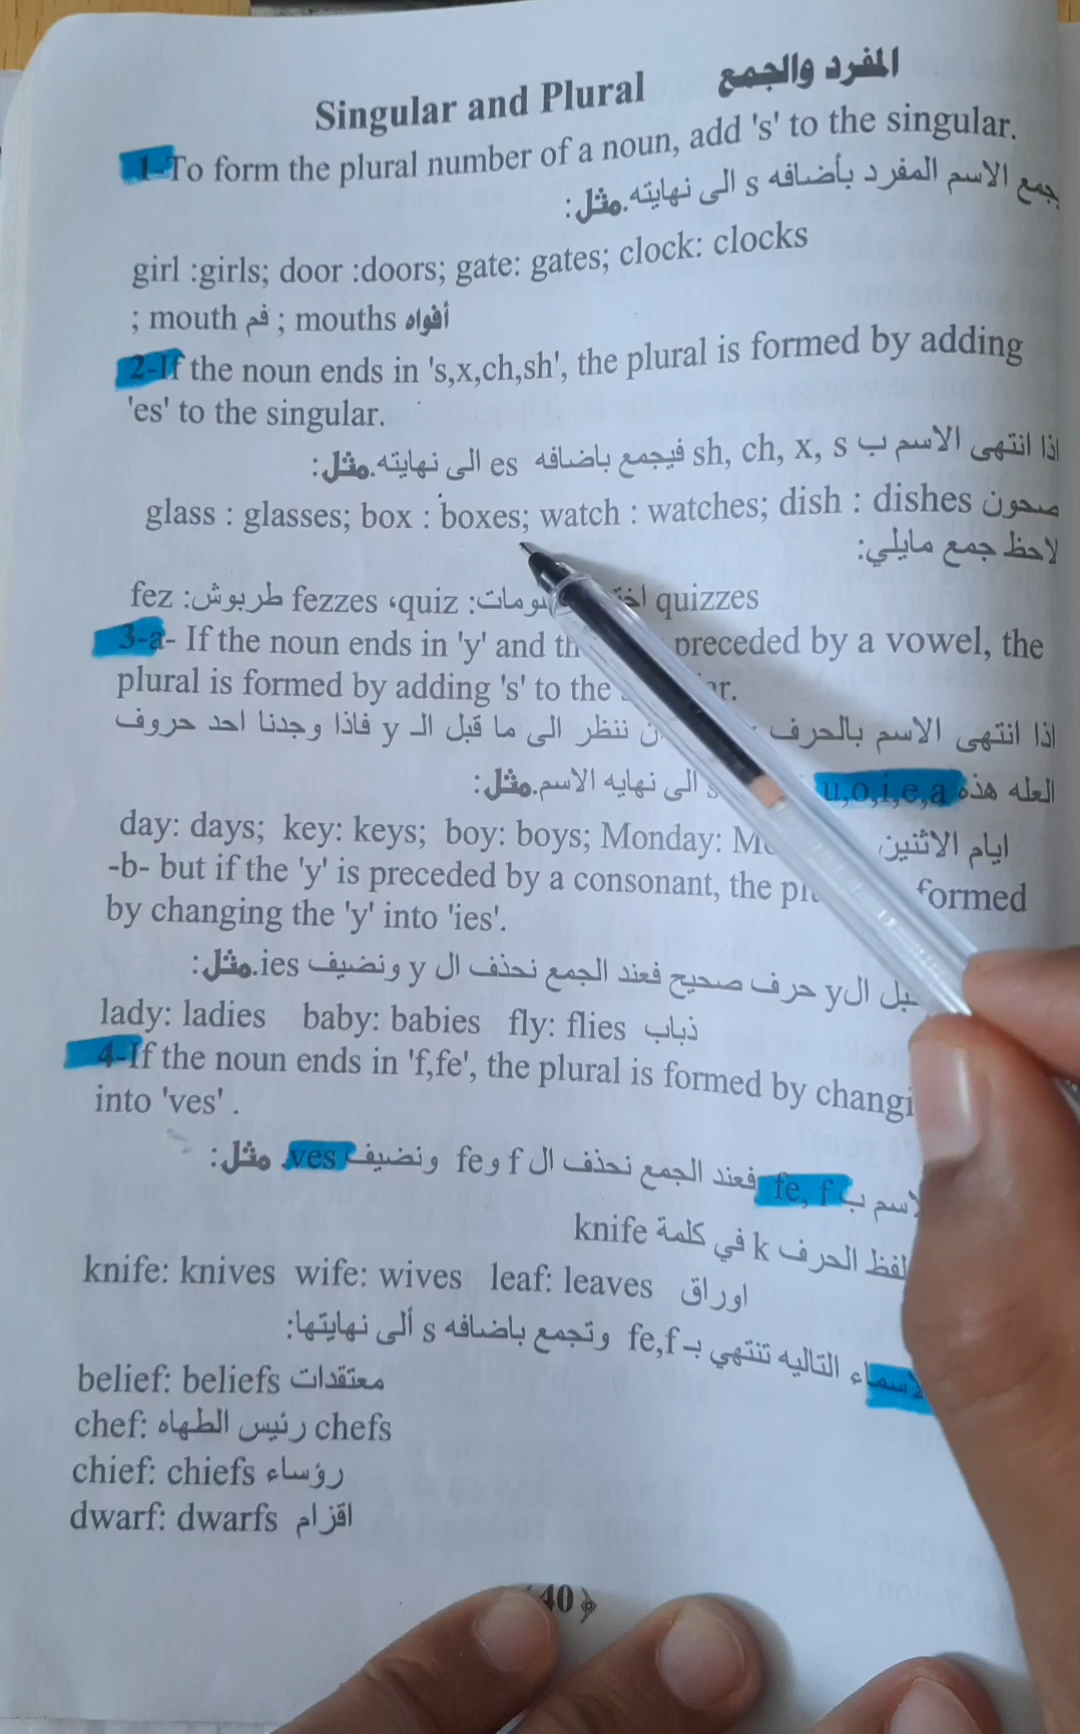 Singular and Plural المفرد والجمع
1-To form the plural number of a noun, add 's' to the singular.
يجمع الاسم المفرد بأضافه s الى نهايته.مثل:
girl :girls; door :doors; gate: gates; clock: clocks
; mouth فم ; mouths أفواه
2-If the noun ends in 's,x,ch,sh', the plural is formed by adding
'es' to the singular.
اذا انتهى الاسم ب sh, ch, x, s فيجمع باضافه es الى نهايته.مثل:
glass : glasses; box : boxes; watch : watches; dish : dishes صحون
لاحظ جمع مايلي:
fez :طربوش fezzes ،quiz : quizzes
3-a- If the noun ends in 'y' and preceded by a vowel, the
plural is formed by adding 's' to the
اذا انتهى الاسم بالحرف ننظر الى ما قبل الـ y فاذا وجدنا احد حروف
العله هذه u,o,i,e,a الى نهايه الاسم.مثل:
day: days; key: keys; boy: boys; Monday: ايام الاثنين
-b- but if the 'y' is preceded by a consonant, the formed
by changing the 'y' into 'ies'.
الy حرف صحيح فعند الجمع نحذف ال y ونضيف ies.مثل:
lady: ladies baby: babies fly: flies ذباب
4-If the noun ends in 'f,fe', the plural is formed by changi
into 'ves' .
ب fe, f فعند الجمع نحذف ال f و fe ونضيف ves. مثل:
الحرف k في كلمة knife
knife: knives wife: wives leaf: leaves اوراق
التاليه تنتهي بـ fe,f وتجمع باضافه s ألى نهايتها:
belief: beliefs معتقدات
chef: رئيس الطهاه chefs
chief: chiefs رؤساء
dwarf: dwarfs اقزام
40